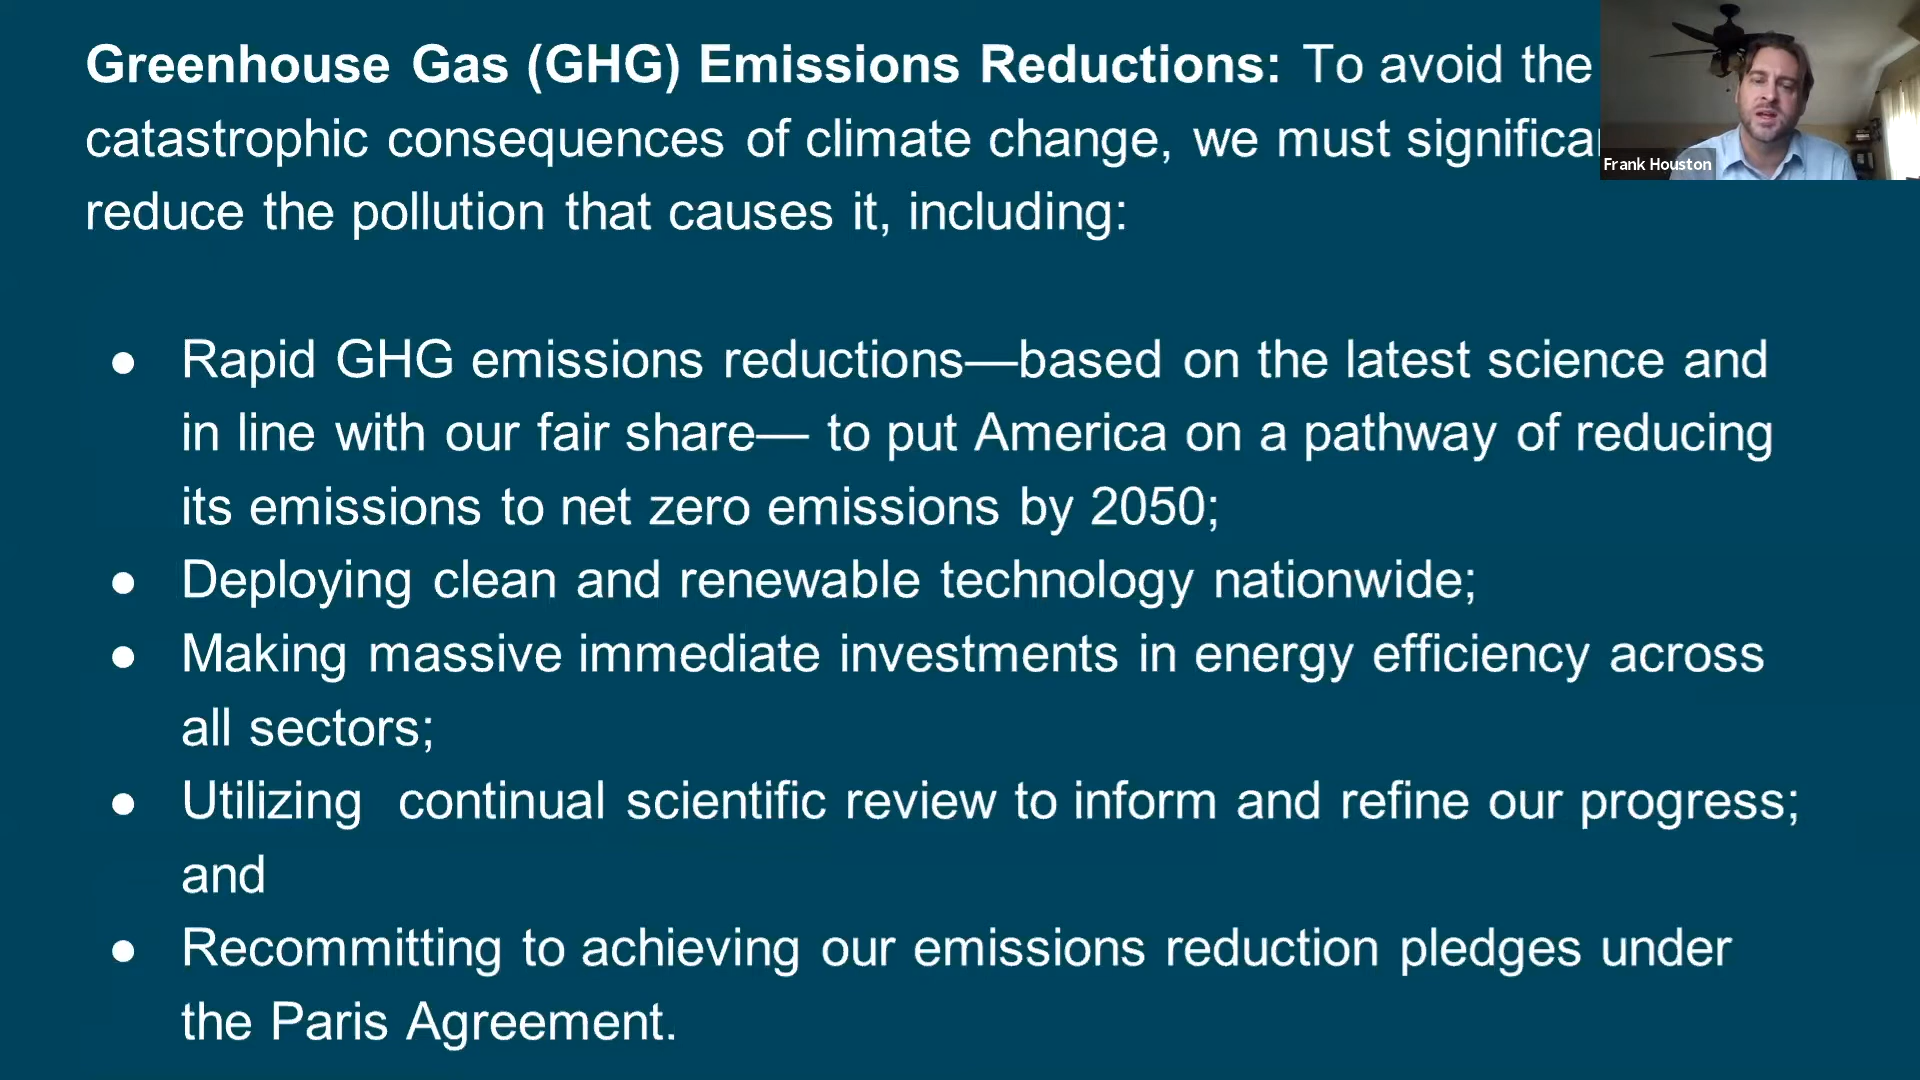 Greenhouse Gas (GHG) Emissions Reductions: To avoid the
catastrophic consequences of climate change, we must
reduce the pollution that causes it, including:
Frank Houston
● Rapid GHG emissions reductions—based on the latest science and
in line with our fair share— to put America on a pathway of reducing
its emissions to net zero emissions by 2050;
● Deploying clean and renewable technology nationwide;
● Making massive immediate investments in energy efficiency across
all sectors;
● Utilizing  continual scientific review to inform and refine our progress;
and
● Recommitting to achieving our emissions reduction pledges under
the Paris Agreement.